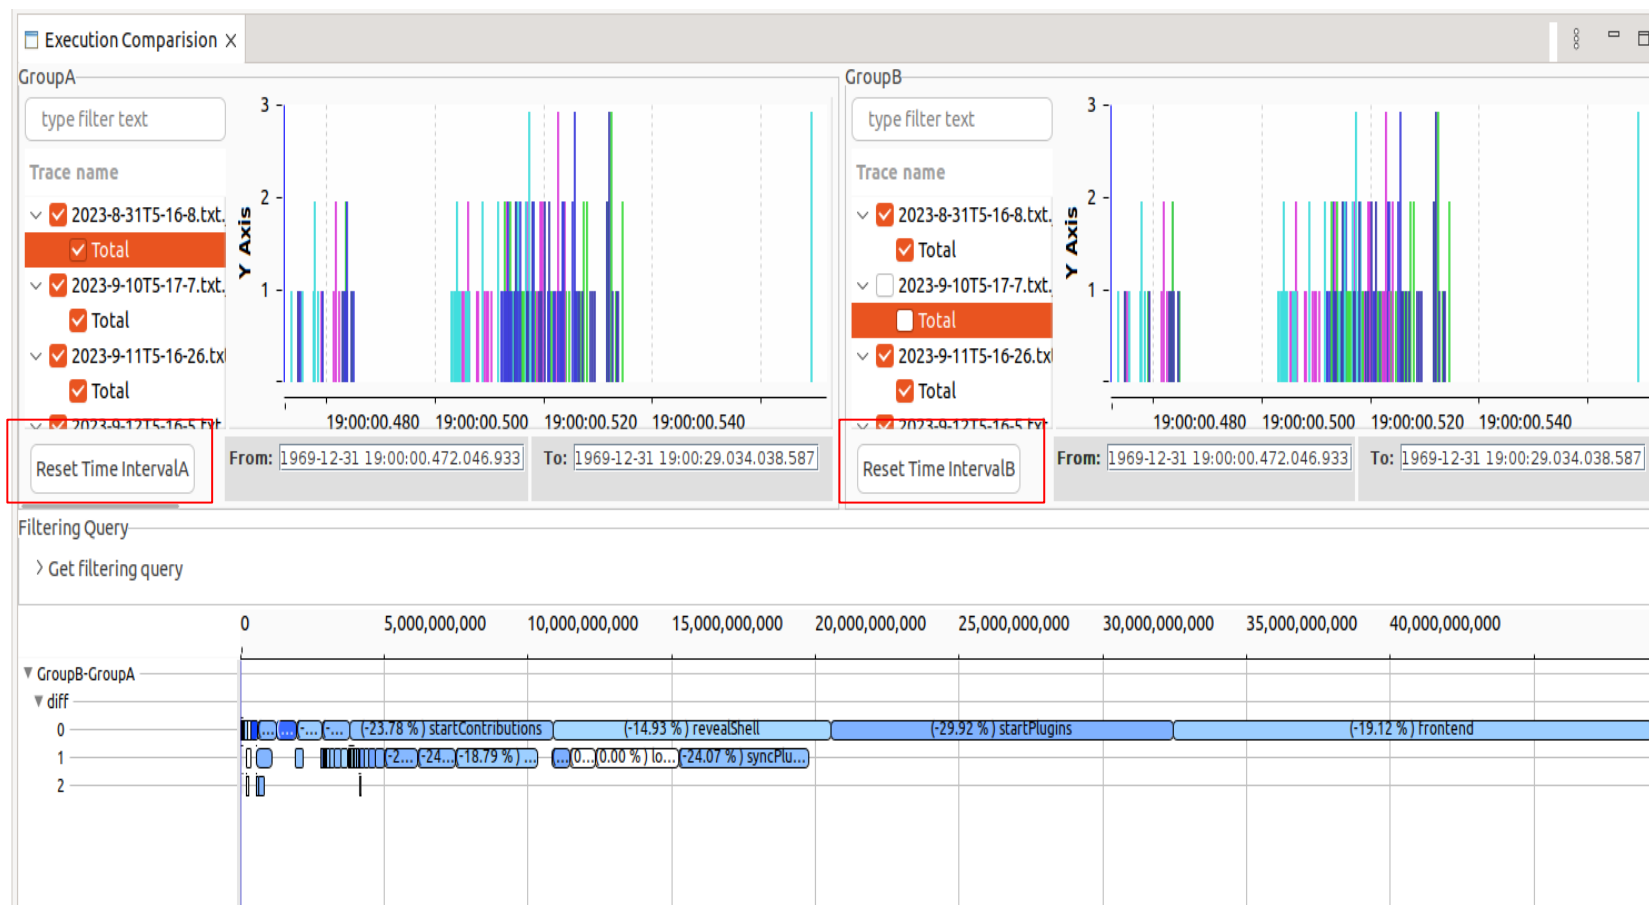 Execution Comparision
GroupA
type filter text
Trace name
2023-8-31T5-16-8.txt.
Total
2023-9-10T5-17-7.txt.
Total
2023-9-11T5-16-26.txt
Total
2023-9-12T16-5.txt
Y Axis
3
2
1
19:00:00.480 19:00:00.500 19:00:00.520 19:00:00.540
Reset Time IntervalA
From: 1969-12-31 19:00:00.472.046.933
To: 1969-12-31 19:00:29.034.038.587
GroupB
type filter text
Trace name
2023-8-31T5-16-8.txt.
Total
2023-9-10T5-17-7.txt.
Total
2023-9-11T5-16-26.txt
Total
Y Axis
3
2
1
19:00:00.480 19:00:00.500 19:00:00.520 19:00:00.540
Reset Time IntervalB
From: 1969-12-31 19:00:00.472.046.933
To: 1969-12-31 19:00:29.034.038.587
Filtering Query
Get filtering query
0 5,000,000,000 10,000,000,000 15,000,000,000 20,000,000,000 25,000,000,000 30,000,000,000 35,000,000,000 40,000,000,000
GroupB-GroupA
diff
0 ... ... -... -... (-23.78 % ) startContributions (-14.93 % ) revealShell (-29.92 % ) startPlugins (-19.12 % ) frontend
1 (-2... (-24... (-18.79 % ) ... (... (0... (0.00 % ) lo... (-24.07 % ) syncPlu...
2